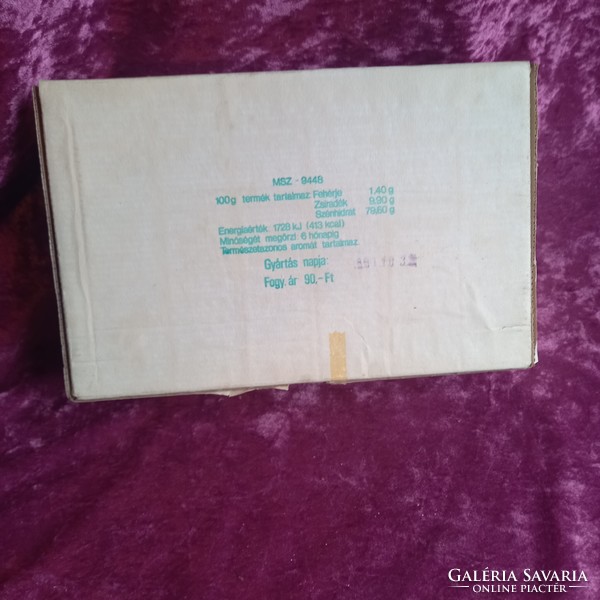 MSZ - 9448
100g termék tartalmaz: Fehérje 1,40 g
Zsiradék 9,90 g
Szénhidrát 79,60 g
Energiaérték: 1728 kJ (413 kcal)
Minőségét megőrzi: 6 hónapig
Természetazonos aromát tartalmaz.
Gyártás napja:
Fogy. ár 90,-Ft
GALÉRIA SAVARIA
ONLINE PIACTÉR